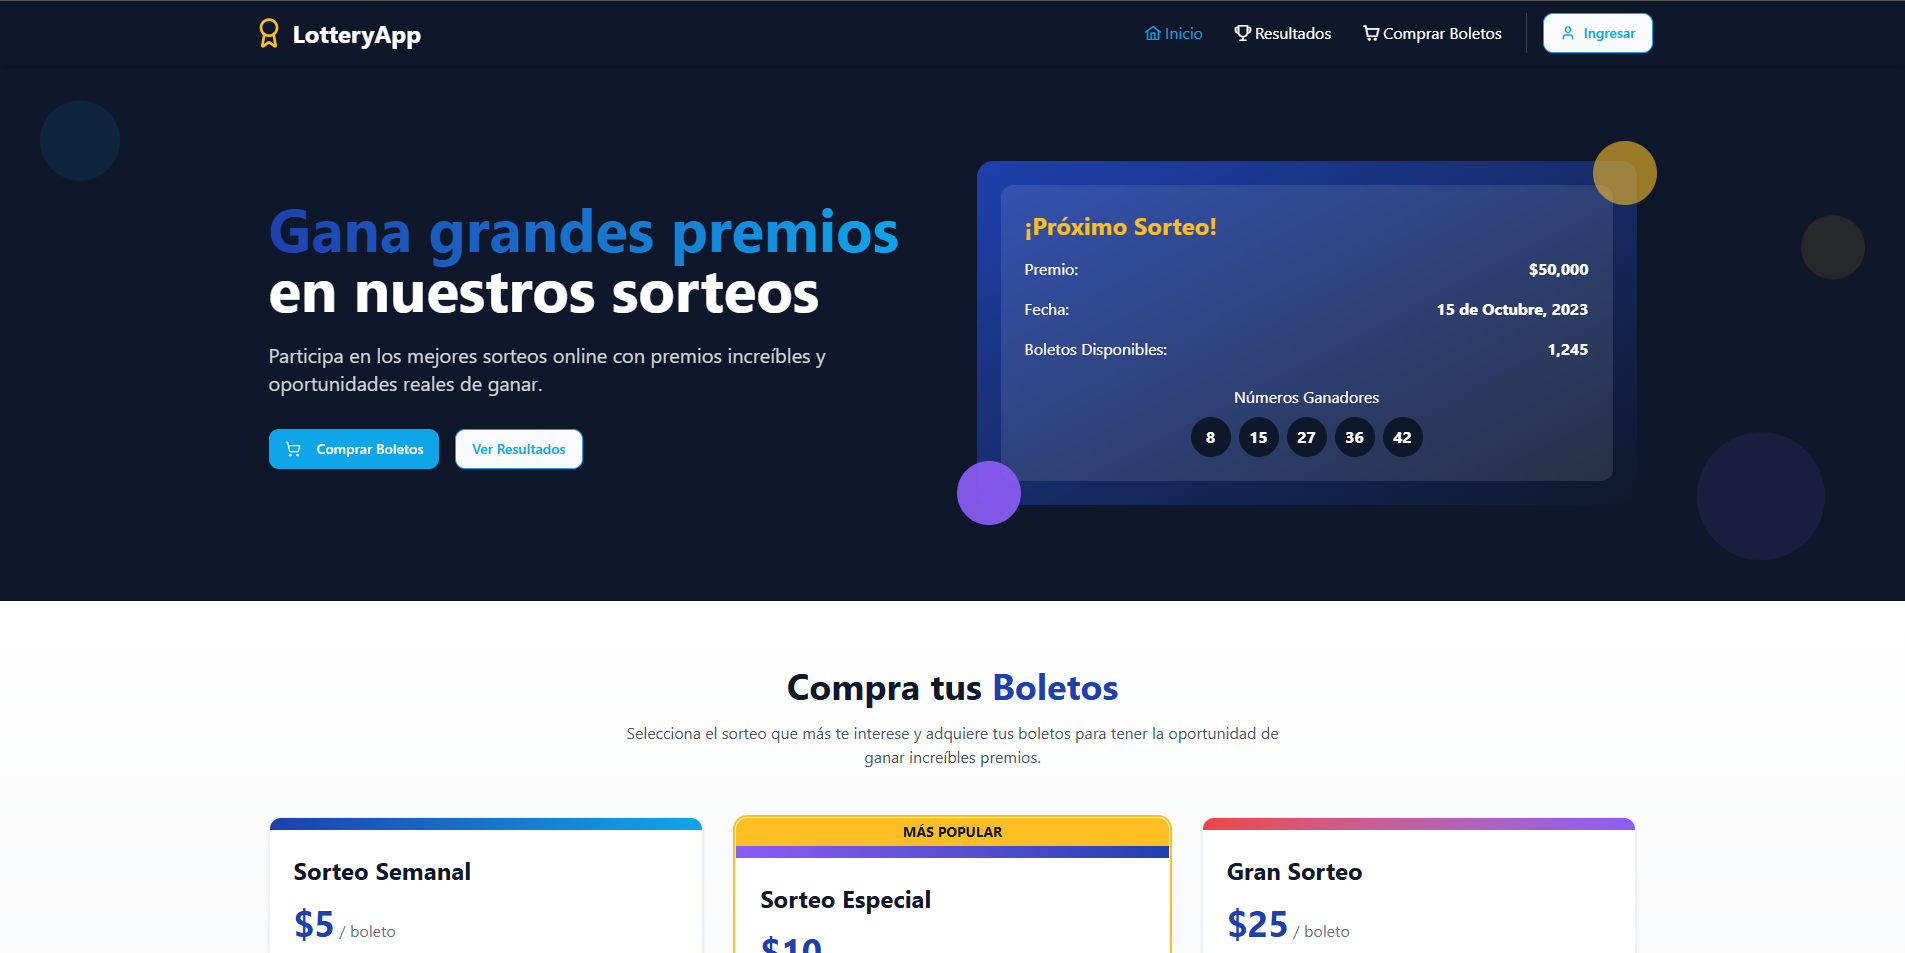 LotteryApp
Inicio
Resultados
Comprar Boletos
Ingresar
Gana grandes premios
en nuestros sorteos
Participa en los mejores sorteos online con premios increíbles y
oportunidades reales de ganar.
Comprar Boletos
Ver Resultados
¡Próximo Sorteo!
Premio: $50,000
Fecha: 15 de Octubre, 2023
Boletos Disponibles: 1,245
Números Ganadores
8 15 27 36 42
Compra tus Boletos
Selecciona el sorteo que más te interese y adquiere tus boletos para tener la oportunidad de
ganar increíbles premios.
Sorteo Semanal
$5 / boleto
MÁS POPULAR
Sorteo Especial
$10
Gran Sorteo
$25 / boleto